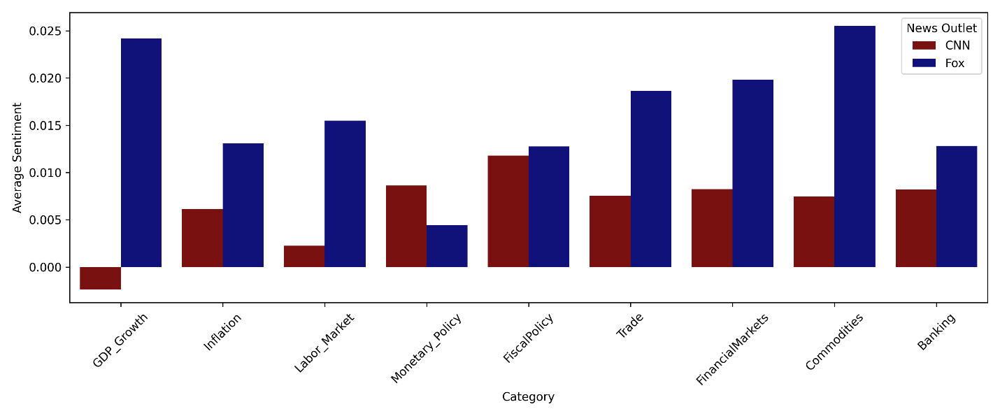 News Outlet
CNN
Fox
Average Sentiment
0.025
0.020
0.015
0.010
0.005
0.000
GDP_Growth
Inflation
Labor_Market
Monetary_Policy
FiscalPolicy
Trade
FinancialMarkets
Commodities
Banking
Category